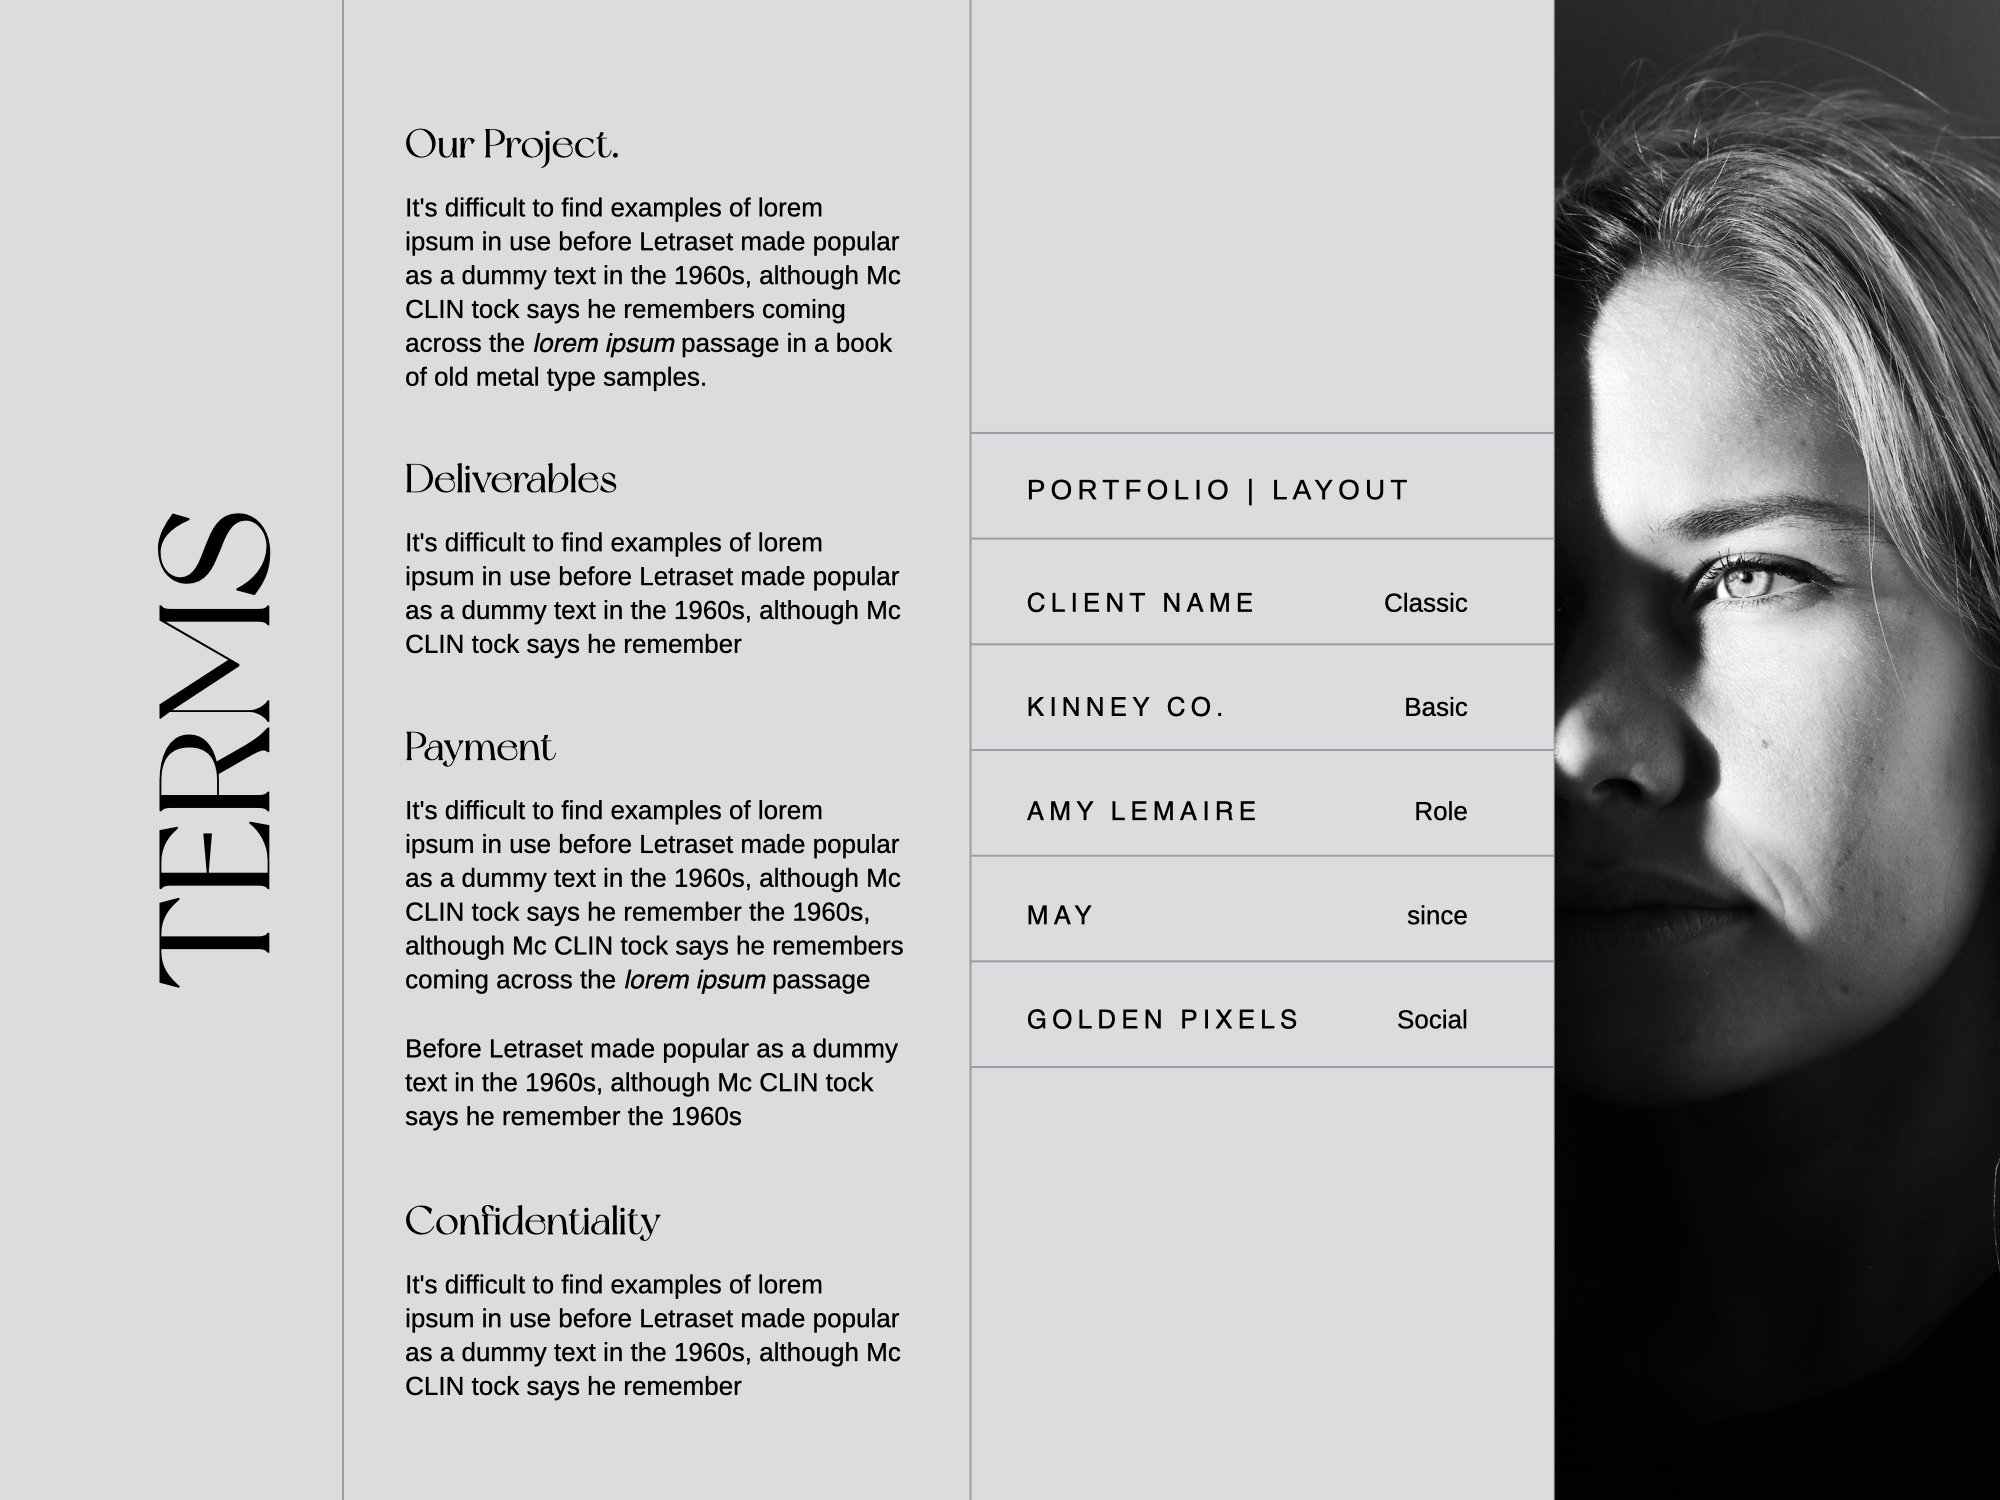 TERMS
Our Project.
It's difficult to find examples of lorem
ipsum in use before Letraset made popular
as a dummy text in the 1960s, although Mc
CLIN tock says he remembers coming
across the lorem ipsum passage in a book
of old metal type samples.
Deliverables
It's difficult to find examples of lorem
ipsum in use before Letraset made popular
as a dummy text in the 1960s, although Mc
CLIN tock says he remember
Payment
It's difficult to find examples of lorem
ipsum in use before Letraset made popular
as a dummy text in the 1960s, although Mc
CLIN tock says he remember the 1960s,
although Mc CLIN tock says he remembers
coming across the lorem ipsum passage
Before Letraset made popular as a dummy
text in the 1960s, although Mc CLIN tock
says he remember the 1960s
Confidentiality
It's difficult to find examples of lorem
ipsum in use before Letraset made popular
as a dummy text in the 1960s, although Mc
CLIN tock says he remember
PORTFOLIO | LAYOUT
CLIENT NAME Classic
KINNEY CO. Basic
AMY LEMAIRE Role
MAY since
GOLDEN PIXELS Social